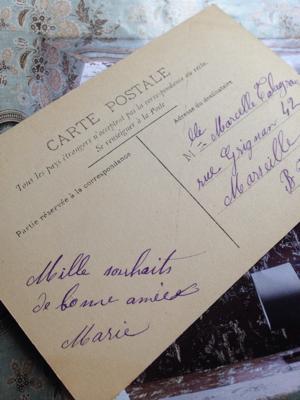 CARTE POSTALE
Tous les pays étrangers n'acceptent pas la correspondance au recto.
Se renseigner à la Poste
Partie réservée à la correspondance
Adresse du destinataire
Mlle Marcelle
rue Grignan 42
Marseille
B.
Mille souhaits
de bonne année
Marie